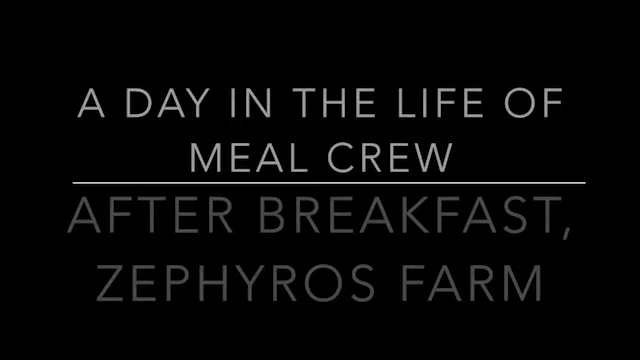 A DAY IN THE LIFE OF
MEAL CREW
AFTER BREAKFAST,
ZEPHYROS FARM